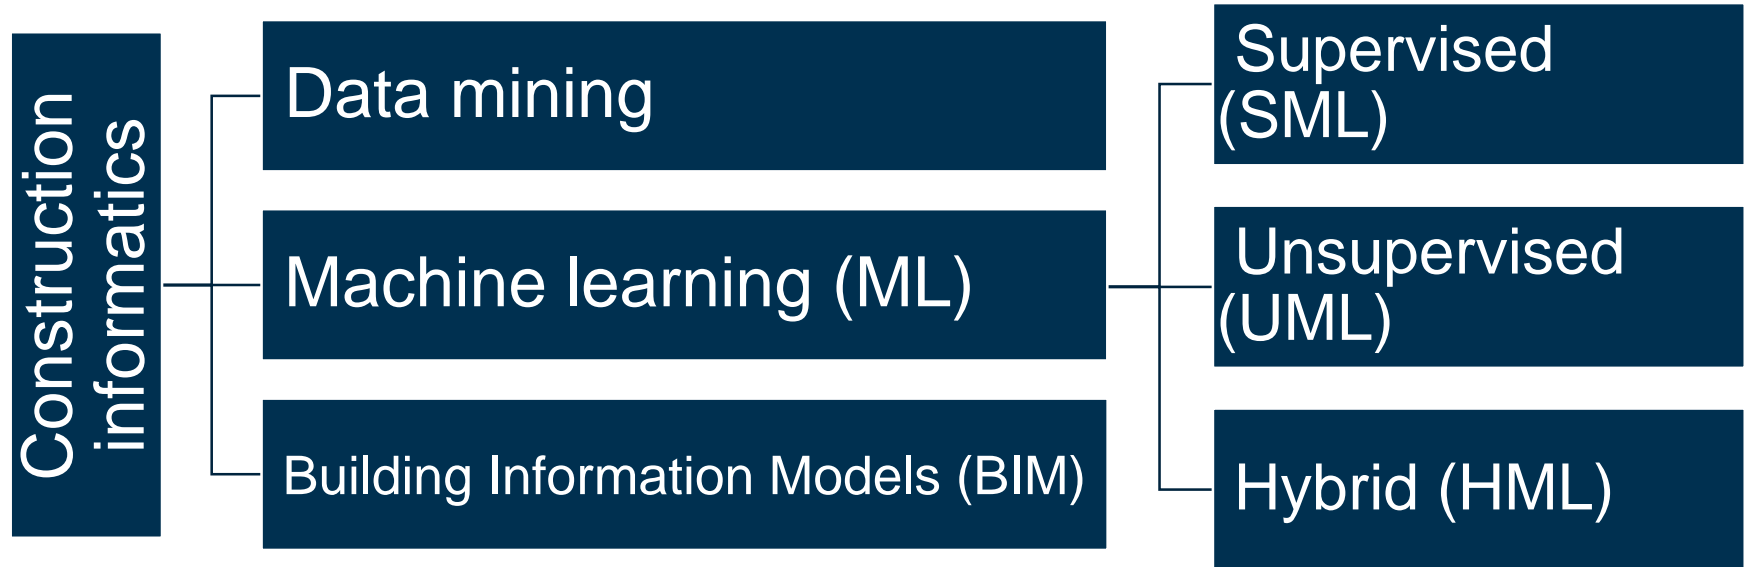 Construction
informatics
Data mining
Machine learning (ML)
Building Information Models (BIM)
Supervised
(SML)
Unsupervised
(UML)
Hybrid (HML)